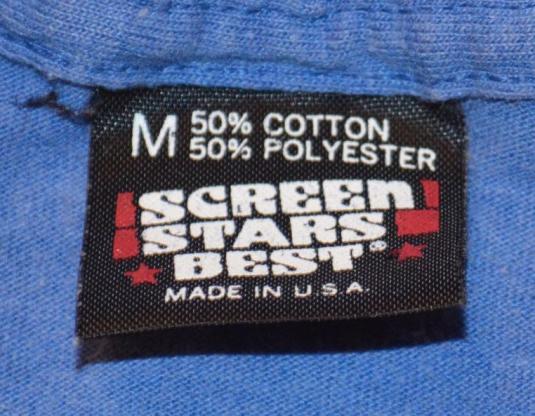 M 50% COTTON
50% POLYESTER
SCREEN
STARS
BEST®
MADE IN U.S.A.